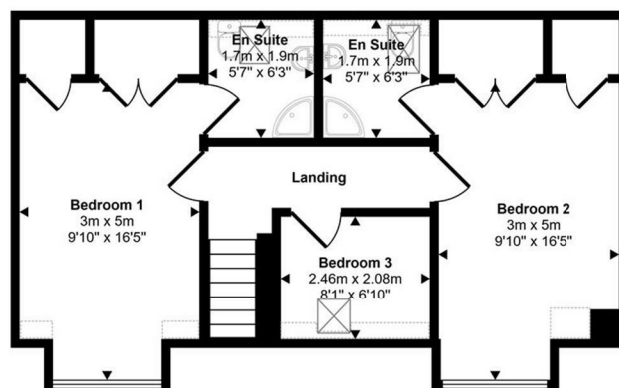 En Suite
1.7m x 1.9m
5'7" x 6'3"
En Suite
1.7m x 1.9m
5'7" x 6'3"
Landing
Bedroom 1
3m x 5m
9'10" x 16'5"
Bedroom 2
3m x 5m
9'10" x 16'5"
Bedroom 3
2.46m x 2.08m
8'1" x 6'10"